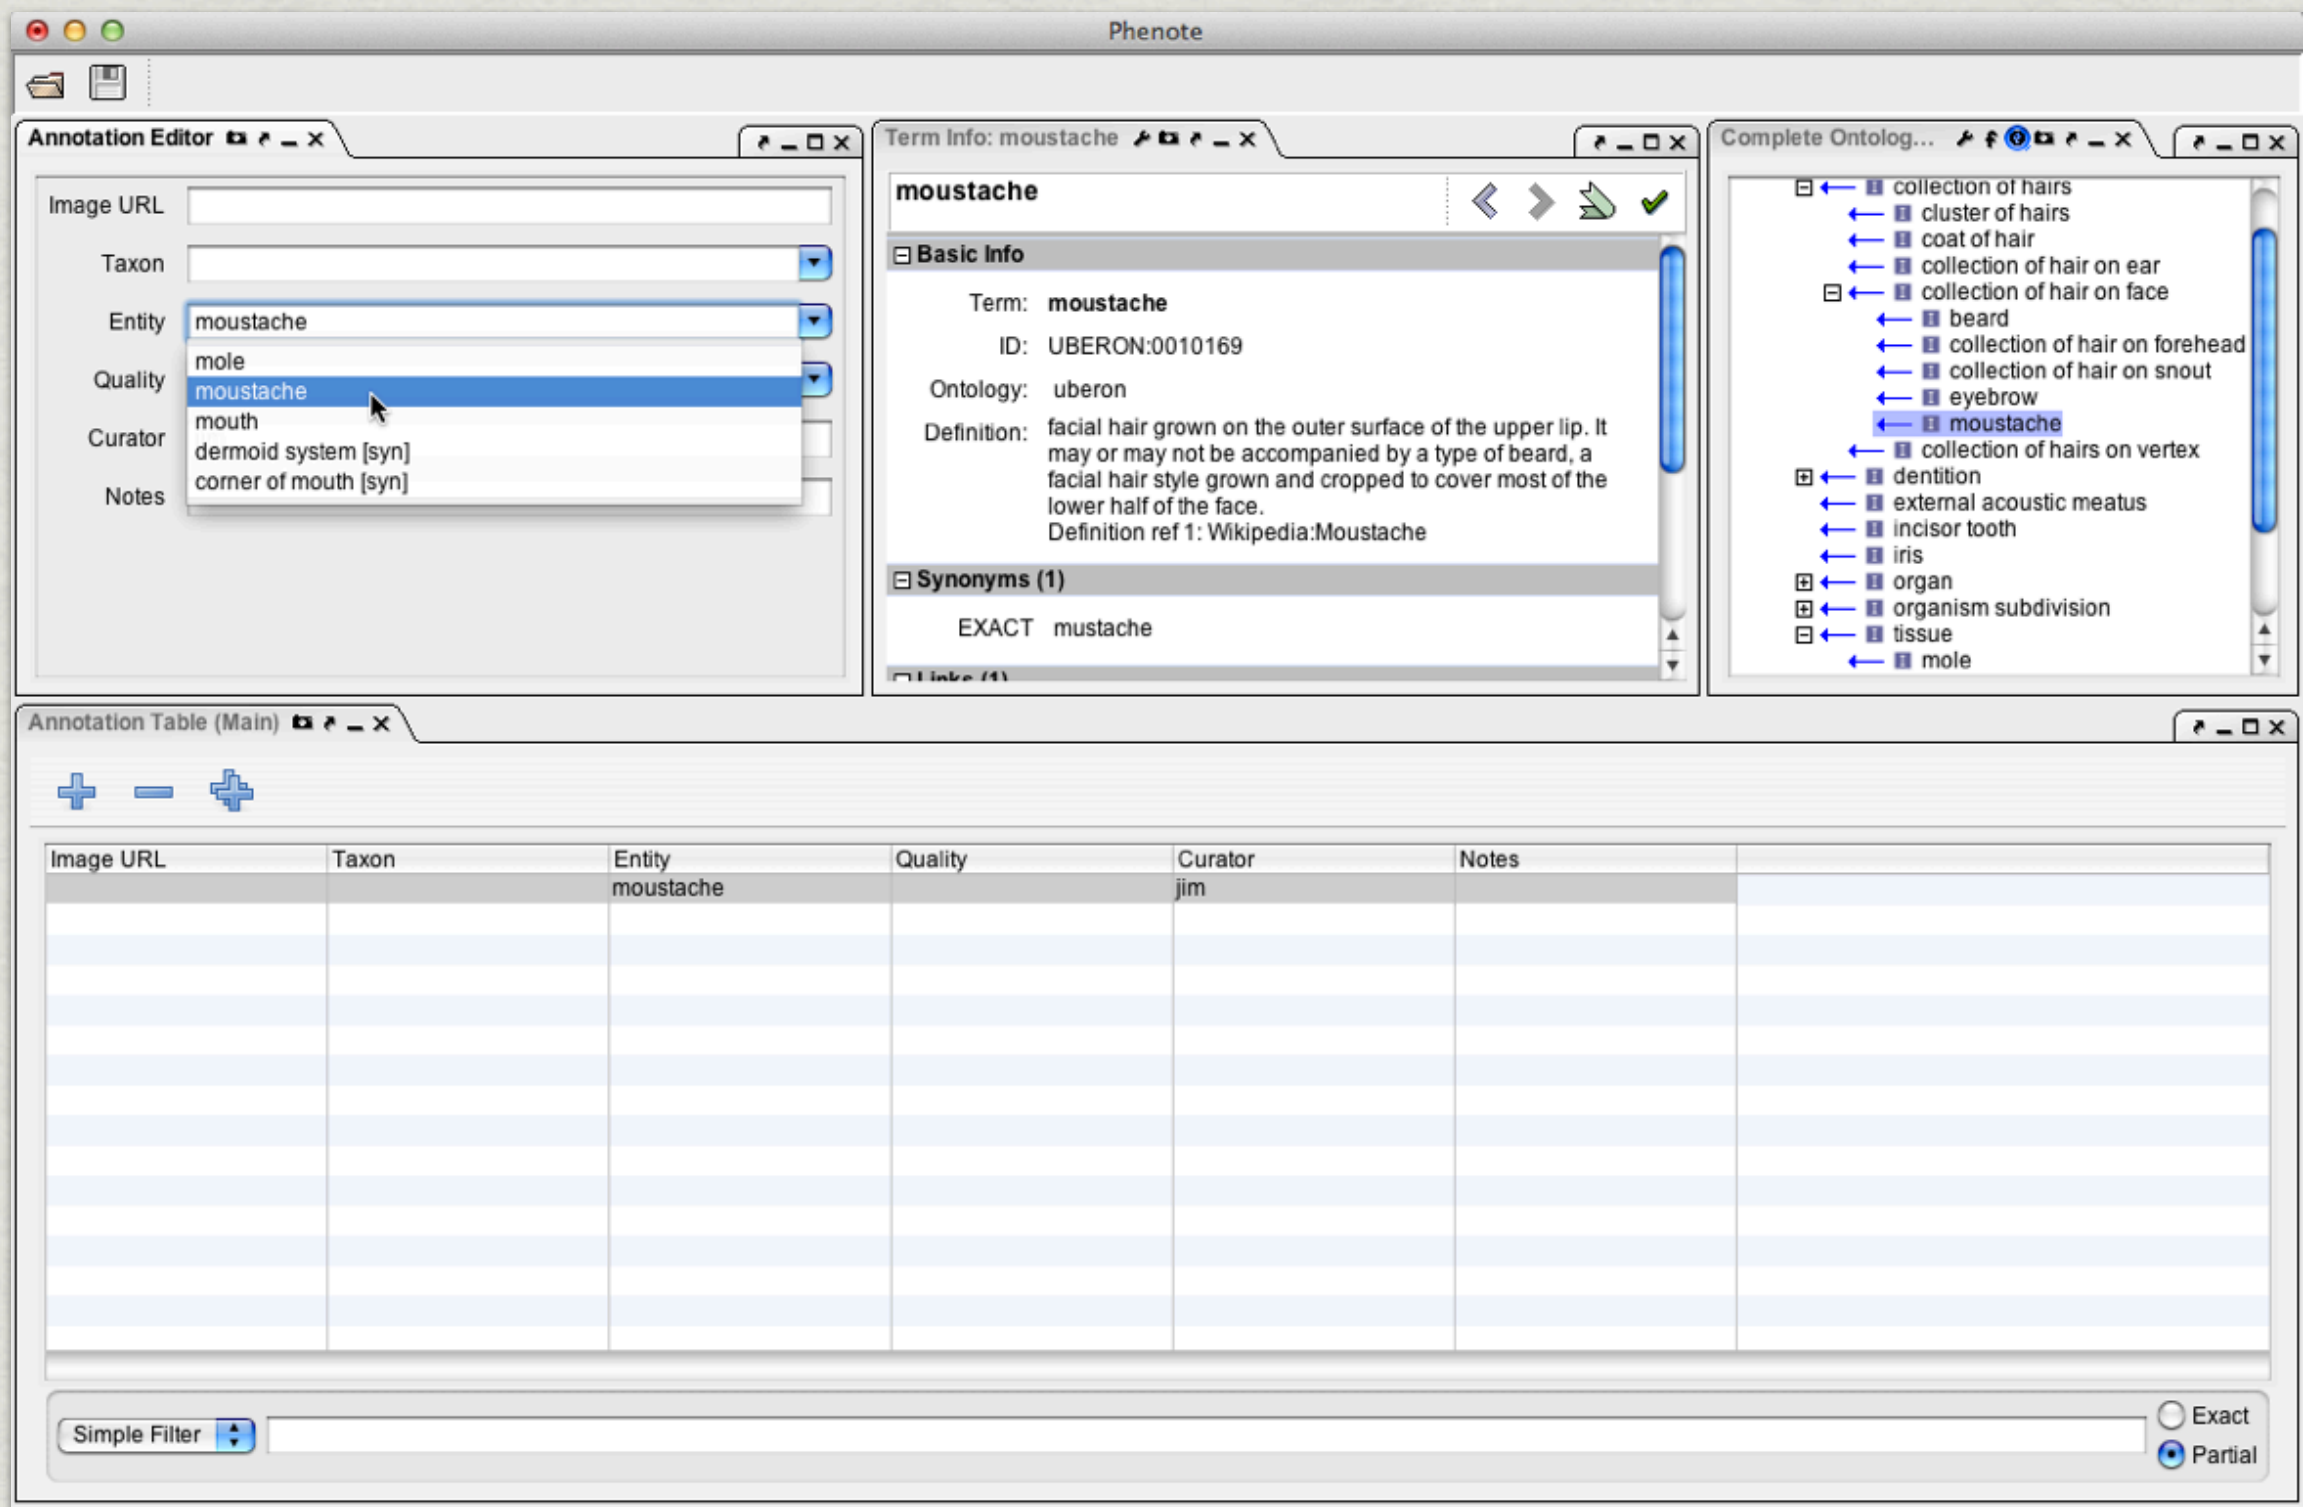 Phenote
Annotation Editor
Image URL
Taxon
Entity moustache
mole
Quality
moustache
mouth
Curator
dermoid system [syn]
corner of mouth [syn]
Notes
Term Info: moustache
moustache
Basic Info
Term: moustache
ID: UBERON:0010169
Ontology: uberon
Definition: facial hair grown on the outer surface of the upper lip. It
may or may not be accompanied by a type of beard, a
facial hair style grown and cropped to cover most of the
lower half of the face.
Definition ref 1: Wikipedia:Moustache
Synonyms (1)
EXACT mustache
Links (1)
Complete Ontolog...
collection of hairs
cluster of hairs
coat of hair
collection of hair on ear
collection of hair on face
beard
collection of hair on forehead
collection of hair on snout
eyebrow
moustache
collection of hairs on vertex
dentition
external acoustic meatus
incisor tooth
iris
organ
organism subdivision
tissue
mole
Annotation Table (Main)
Image URL Taxon Entity Quality Curator Notes
moustache jim
Simple Filter
Exact
Partial